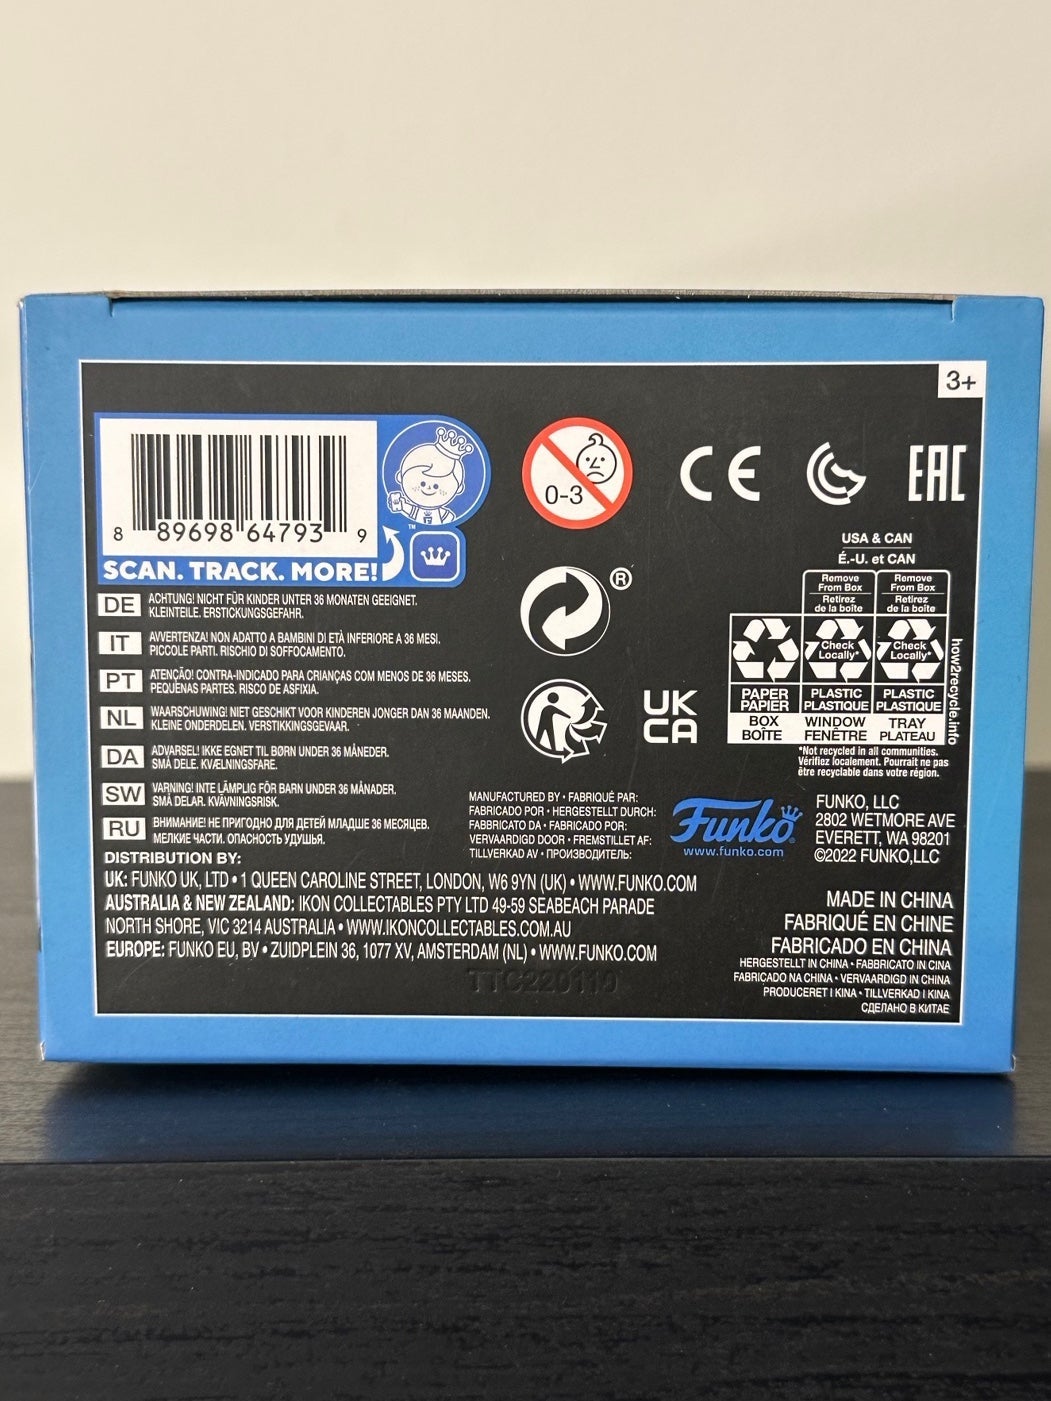 3+
8 89698 64793 9
™
SCAN. TRACK. MORE!
0-3
CE
EAC
®
UK
CA
USA & CAN
É.-U. et CAN
Remove From Box
Retirez de la boîte
Remove From Box
Retirez de la boîte
Check Locally*
Check Locally*
PAPER
PAPIER
BOX
BOÎTE
PLASTIC
PLASTIQUE
WINDOW
FENÊTRE
PLASTIC
PLASTIQUE
TRAY
PLATEAU
how2recycle.info
*Not recycled in all communities.
Vérifiez localement. Pourrait ne pas
être recyclable dans votre région.
DE ACHTUNG! NICHT FÜR KINDER UNTER 36 MONATEN GEEIGNET.
KLEINTEILE. ERSTICKUNGSGEFAHR.
IT AVVERTENZA! NON ADATTO A BAMBINI DI ETÀ INFERIORE A 36 MESI.
PICCOLE PARTI. RISCHIO DI SOFFOCAMENTO.
PT ATENÇÃO! CONTRA-INDICADO PARA CRIANÇAS COM MENOS DE 36 MESES.
PEQUENAS PARTES. RISCO DE ASFIXIA.
NL WAARSCHUWING! NIET GESCHIKT VOOR KINDEREN JONGER DAN 36 MAANDEN.
KLEINE ONDERDELEN. VERSTIKKINGSGEVAAR.
DA ADVARSEL! IKKE EGNET TIL BØRN UNDER 36 MÅNEDER.
SMÅ DELE. KVÆLNINGSFARE.
SW VARNING! INTE LÄMPLIG FÖR BARN UNDER 36 MÅNADER.
SMÅ DELAR. KVÄVNINGSRISK.
RU ВНИМАНИЕ! НЕ ПРИГОДНО ДЛЯ ДЕТЕЙ МЛАДШЕ 36 МЕСЯЦЕВ.
МЕЛКИЕ ЧАСТИ. ОПАСНОСТЬ УДУШЬЯ.
MANUFACTURED BY • FABRIQUÉ PAR:
FABRICADO POR • HERGESTELLT DURCH:
FABBRICATO DA • FABRICADO POR:
VERVAARDIGD DOOR • FREMSTILLET AF:
TILLVERKAD AV • ПРОИЗВОДИТЕЛЬ:
Funko®
www.funko.com
FUNKO, LLC
2802 WETMORE AVE
EVERETT, WA 98201
©2022 FUNKO,LLC
DISTRIBUTION BY:
UK: FUNKO UK, LTD • 1 QUEEN CAROLINE STREET, LONDON, W6 9YN (UK) • WWW.FUNKO.COM
AUSTRALIA & NEW ZEALAND: IKON COLLECTABLES PTY LTD 49-59 SEABEACH PARADE
NORTH SHORE, VIC 3214 AUSTRALIA • WWW.IKONCOLLECTABLES.COM.AU
EUROPE: FUNKO EU, BV • ZUIDPLEIN 36, 1077 XV, AMSTERDAM (NL) • WWW.FUNKO.COM
TTC220119
MADE IN CHINA
FABRIQUÉ EN CHINE
FABRICADO EN CHINA
HERGESTELLT IN CHINA • FABBRICATO IN CINA
FABRICADO NA CHINA • VERVAARDIGD IN CHINA
PRODUCERET I KINA • TILLVERKAD I KINA
СДЕЛАНО В КИТАЕ